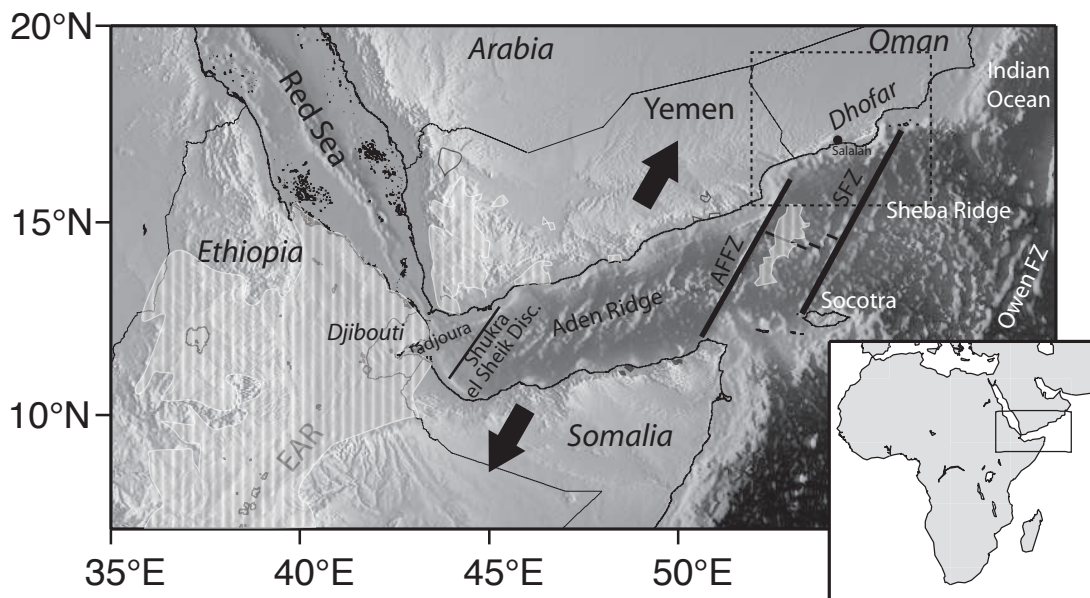 20°N
15°N
10°N
35°E
40°E
45°E
50°E
Arabia
Oman
Indian
Ocean
Red Sea
Yemen
Dhofar
Salalah
SFZ
Sheba Ridge
Ethiopia
AFFZ
Owen FZ
Socotra
Aden Ridge
Djibouti
Tadjoura
Shukra
el Sheik Disc.
Somalia
EAR